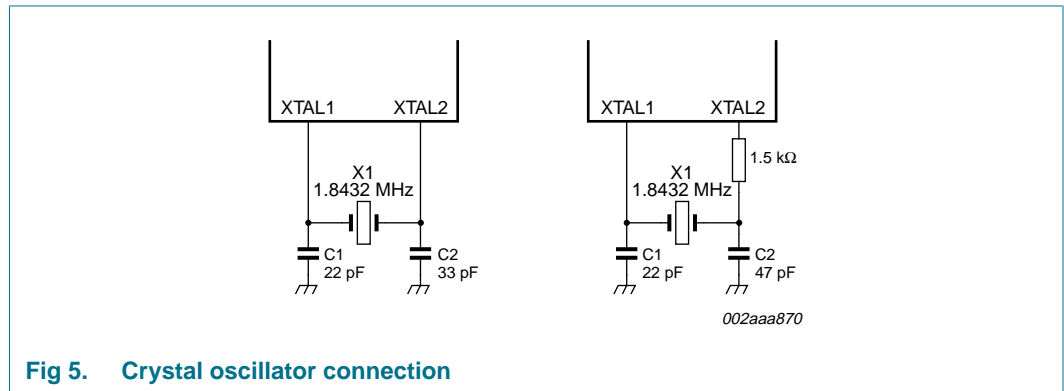 XTAL1 XTAL2
X1
1.8432 MHz
C1
22 pF
C2
33 pF
XTAL1 XTAL2
1.5 kΩ
X1
1.8432 MHz
C1
22 pF
C2
47 pF
002aaa870
Fig 5. Crystal oscillator connection